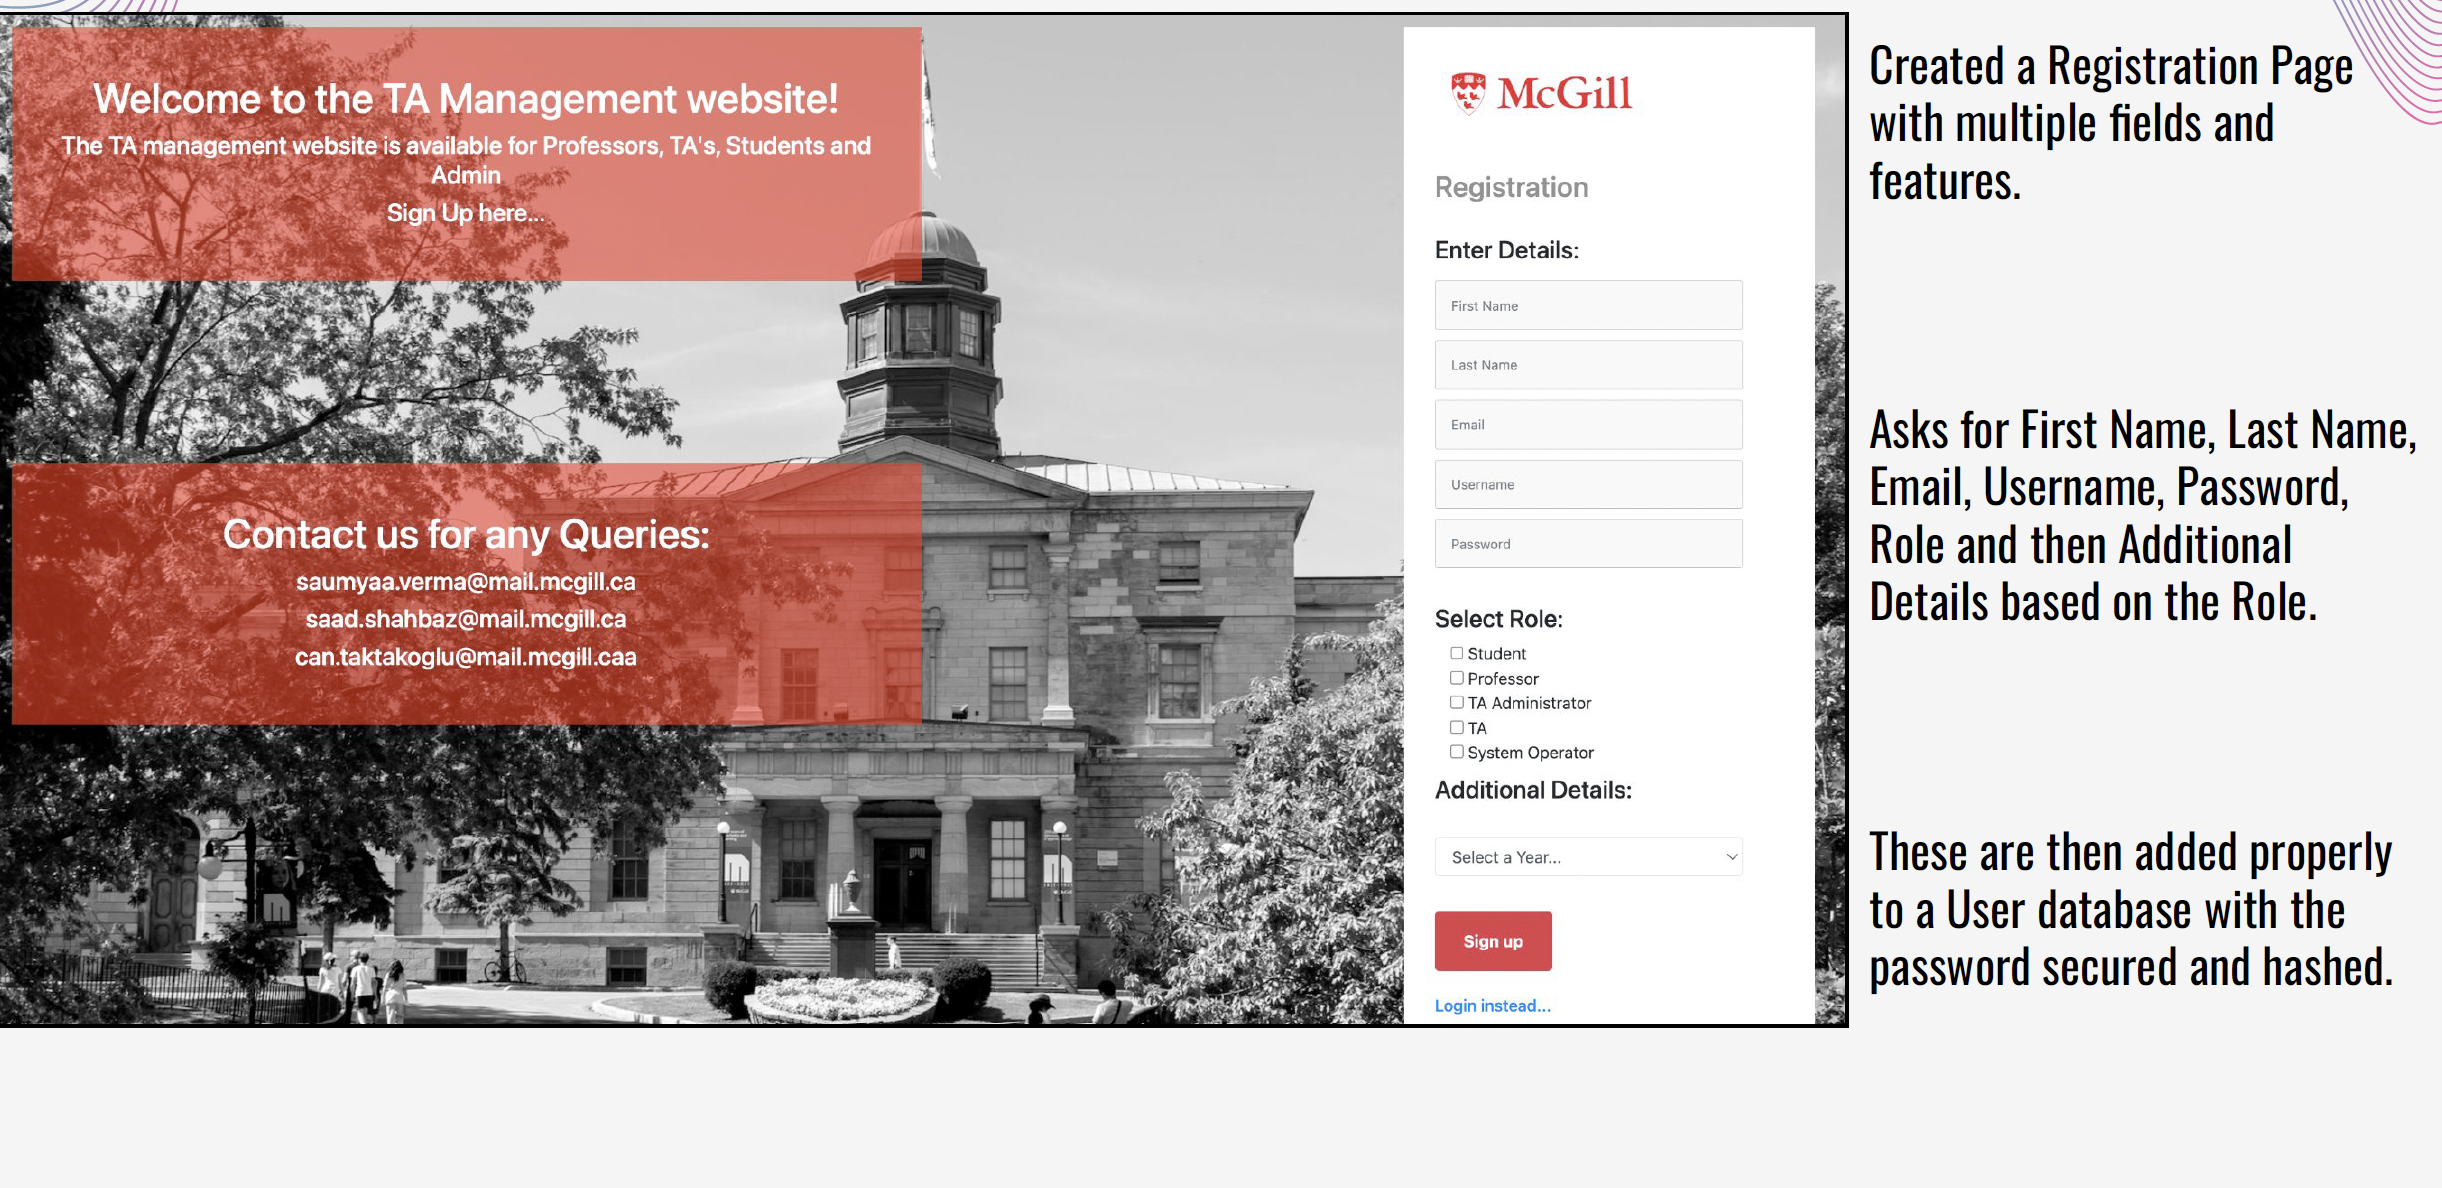 Welcome to the TA Management website!
The TA management website is available for Professors, TA's, Students and
Admin
Sign Up here...
Contact us for any Queries:
saumyaa.verma@mail.mcgill.ca
saad.shahbaz@mail.mcgill.ca
can.taktakoglu@mail.mcgill.caa
McGill
Registration
Enter Details:
First Name
Last Name
Email
Username
Password
Select Role:
Student
Professor
TA Administrator
TA
System Operator
Additional Details:
Select a Year...
Sign up
Login instead...
Created a Registration Page
with multiple fields and
features.
Asks for First Name, Last Name,
Email, Username, Password,
Role and then Additional
Details based on the Role.
These are then added properly
to a User database with the
password secured and hashed.